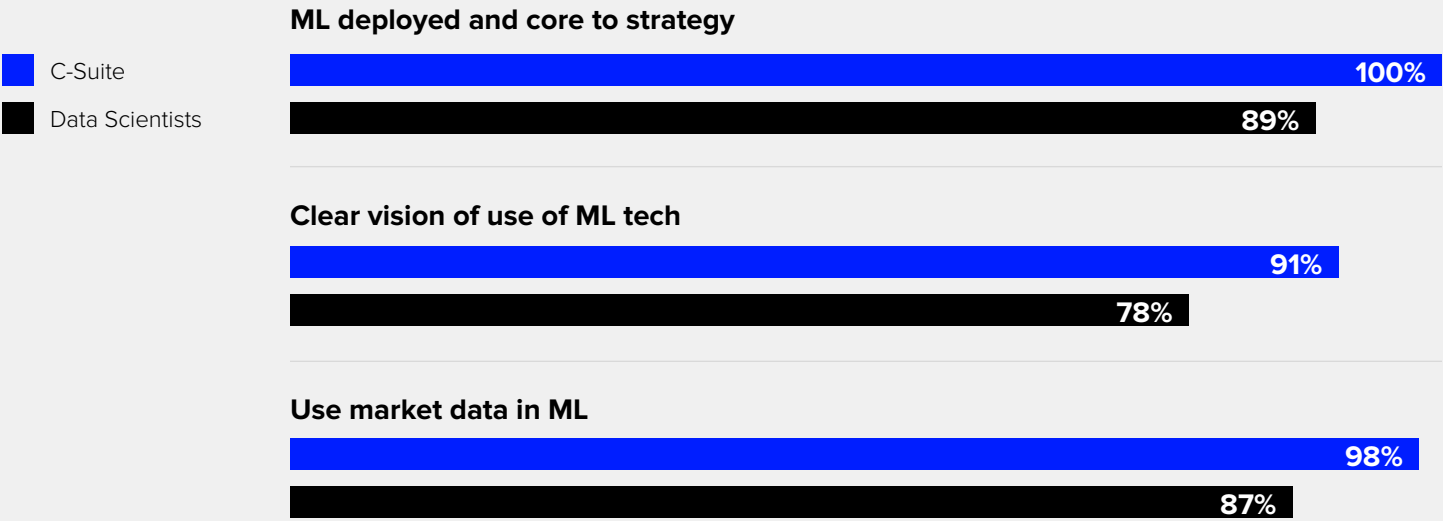 ML deployed and core to strategy
C-Suite
100%
Data Scientists
89%
Clear vision of use of ML tech
91%
78%
Use market data in ML
98%
87%